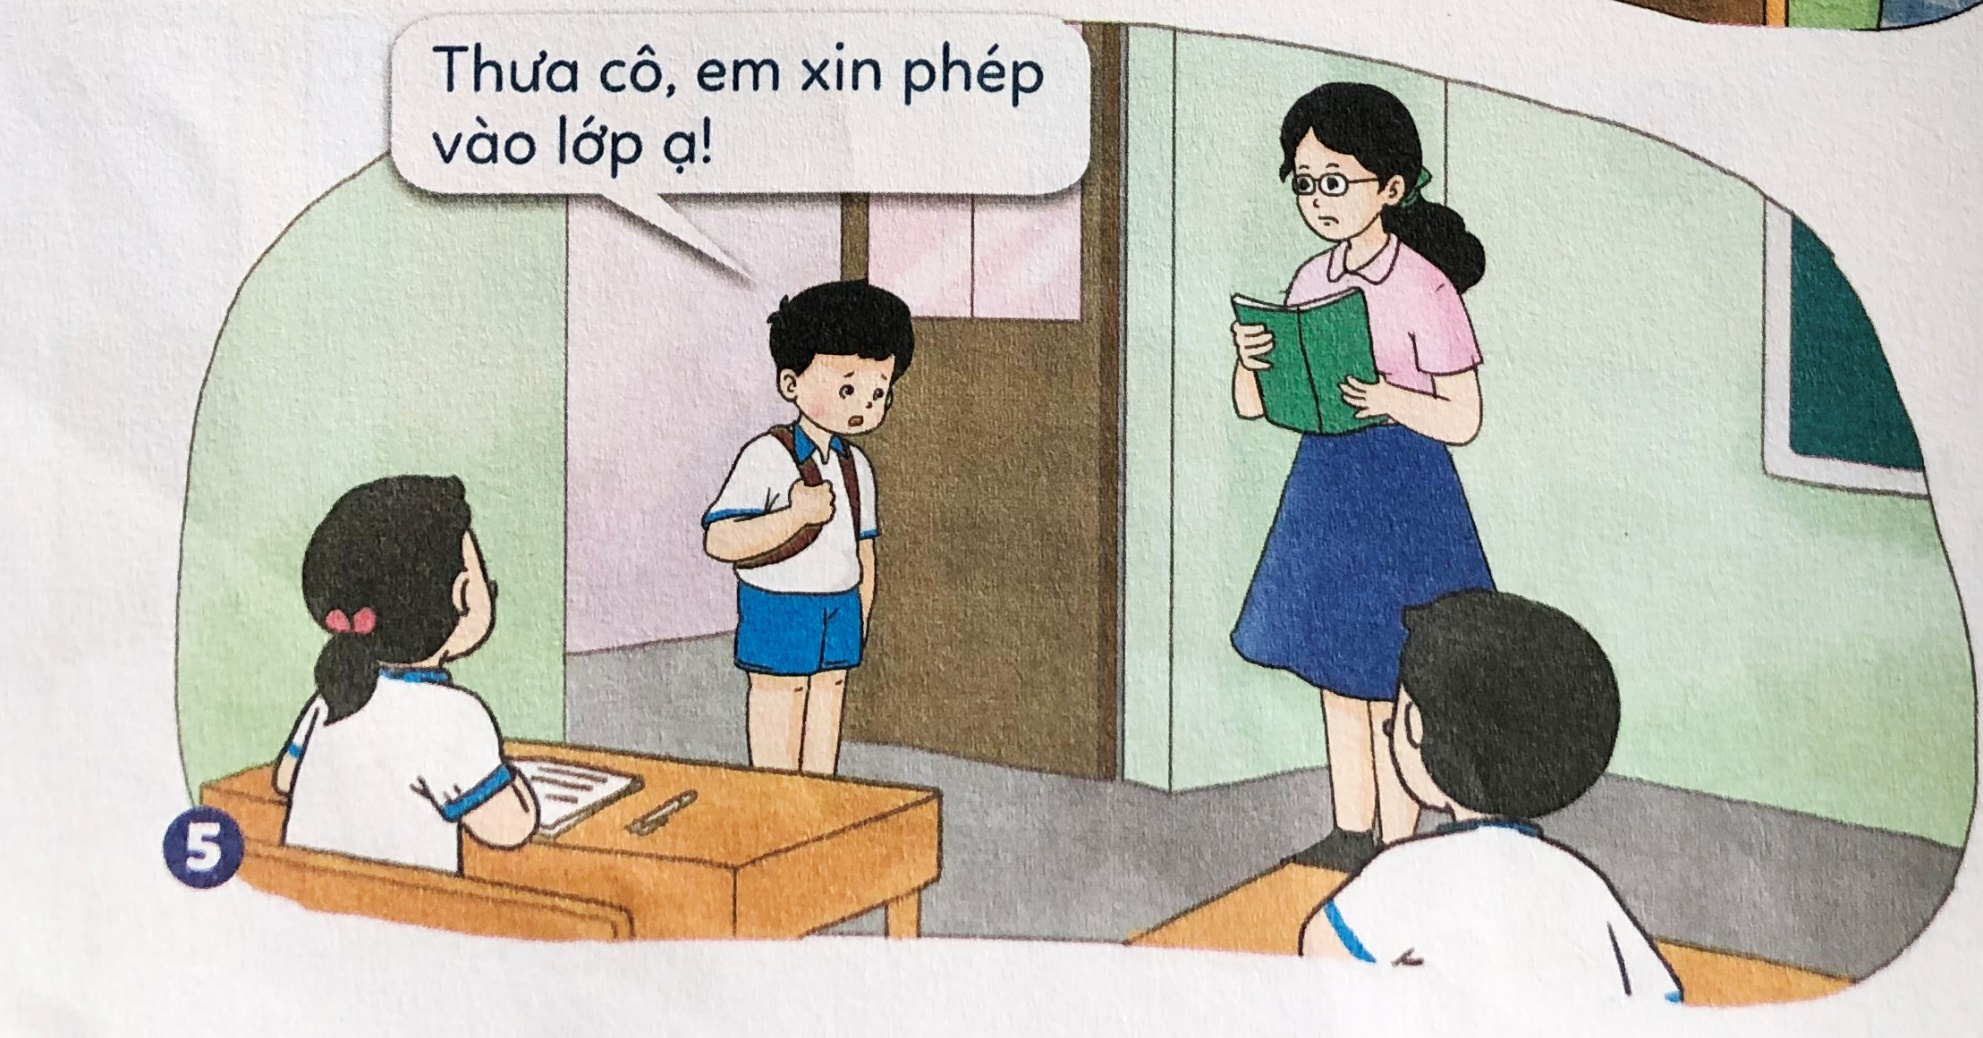 Thưa cô, em xin phép
vào lớp ạ!
5